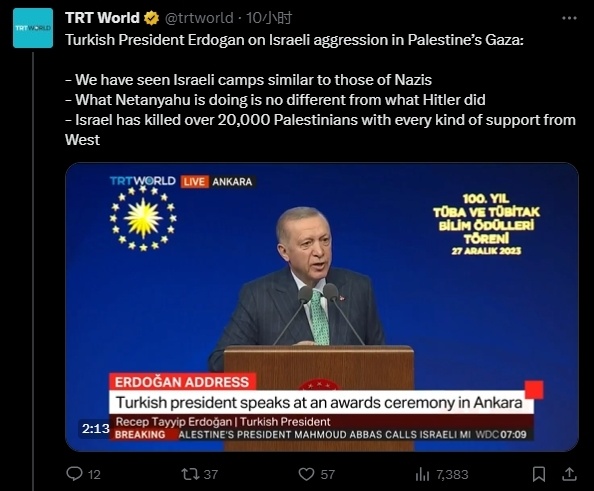 TRT WORLD
TRT World @trtworld · 10小时
Turkish President Erdogan on Israeli aggression in Palestine's Gaza:
- We have seen Israeli camps similar to those of Nazis
- What Netanyahu is doing is no different from what Hitler did
- Israel has killed over 20,000 Palestinians with every kind of support from
West
TRT WORLD LIVE ANKARA
100. YIL
TÜBA VE TÜBİTAK
BİLİM ÖDÜLLERİ
TÖRENİ
27 ARALIK 2023
ERDOĞAN ADDRESS
Turkish president speaks at an awards ceremony in Ankara
Recep Tayyip Erdoğan | Turkish President
2:13
BREAKING ALESTINE'S PRESIDENT MAHMOUD ABBAS CALLS ISRAELI MI WDC 07:09
12 37 57 7,383